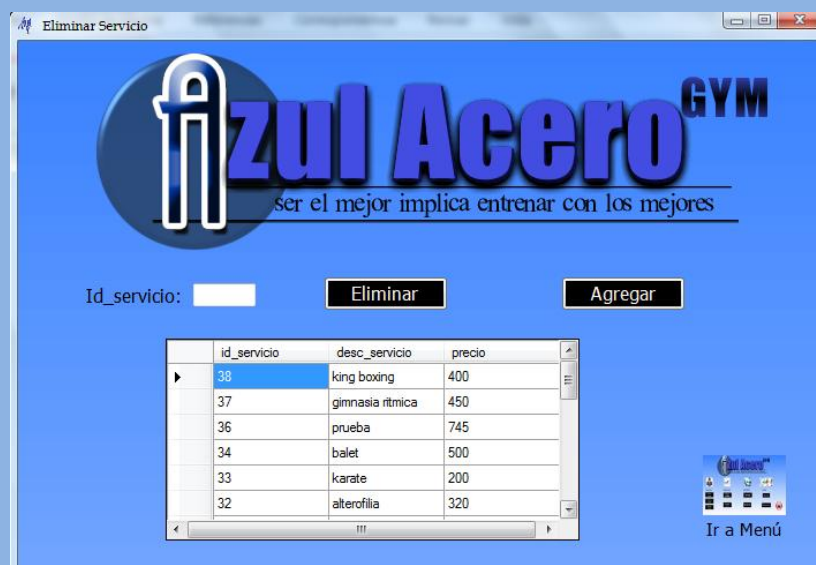 Eliminar Servicio
Azul Acero GYM
ser el mejor implica entrenar con los mejores
Id_servicio: Eliminar Agregar
id_servicio desc_servicio precio
38 king boxing 400
37 gimnasia ritmica 450
36 prueba 745
34 balet 500
33 karate 200
32 alterofilia 320
Ir a Menú